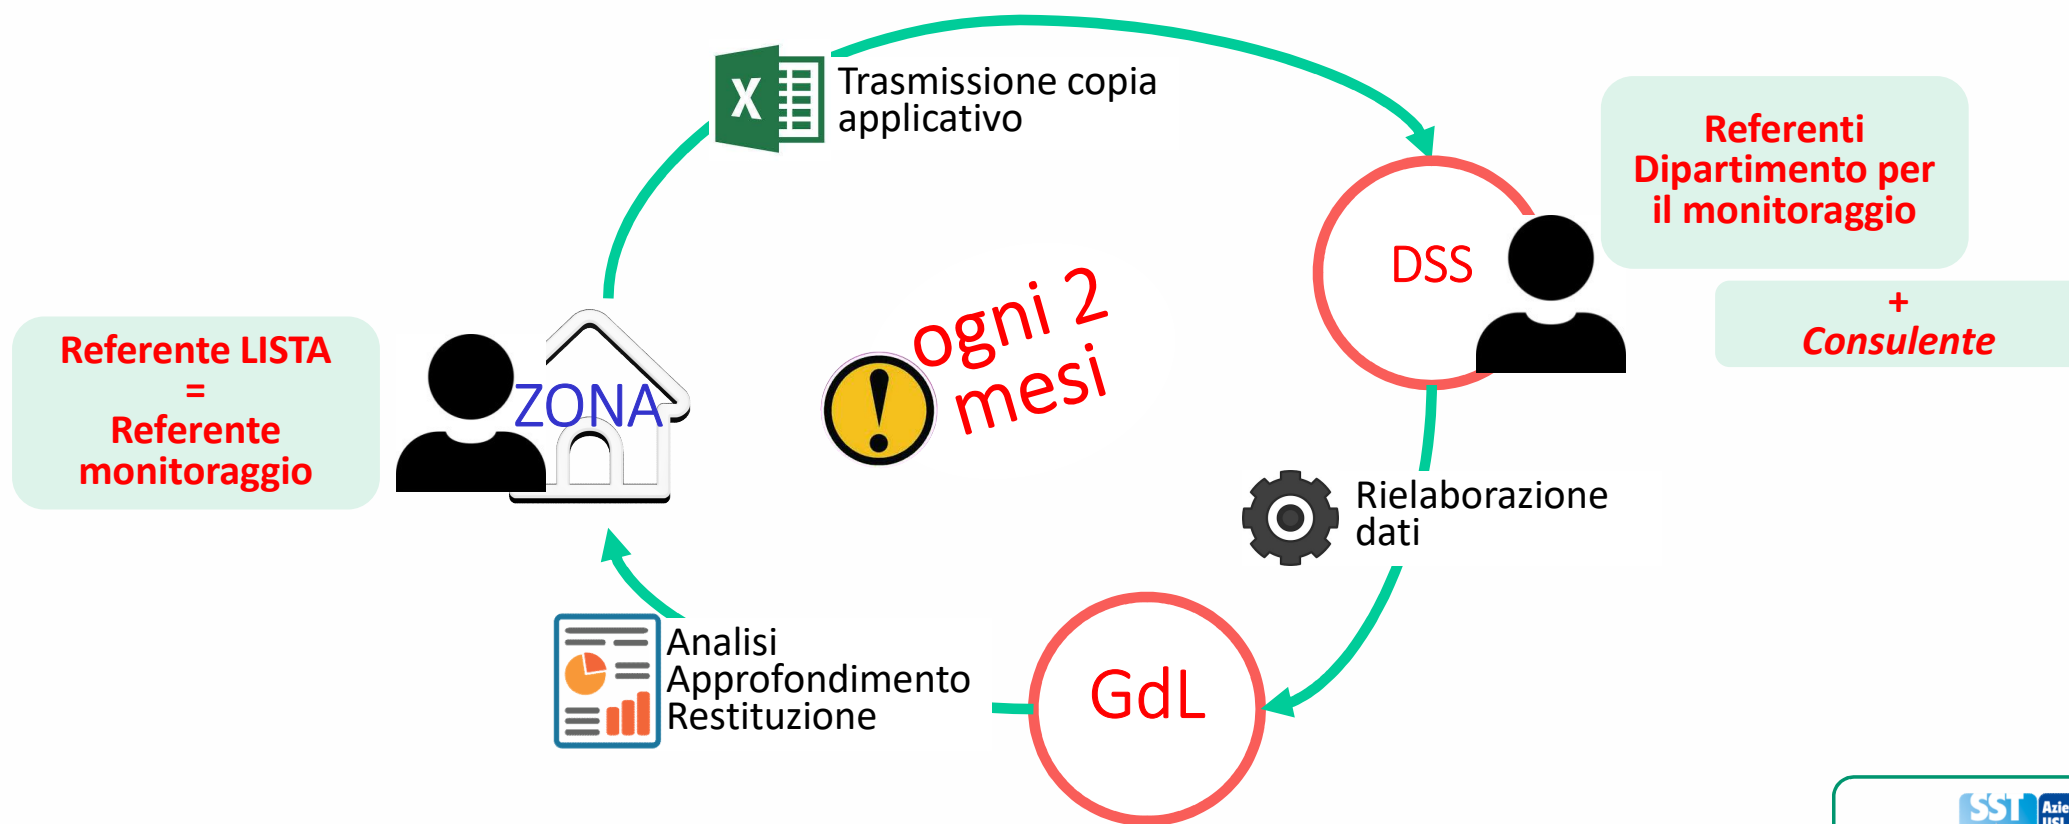 X
Trasmissione copia
applicativo
Referenti
Dipartimento per
il monitoraggio
DSS
+
Consulente
ogni 2
mesi
Referente LISTA
=
Referente
monitoraggio
ZONA
Rielaborazione
dati
Analisi
Approfondimento
Restituzione
GdL
SST